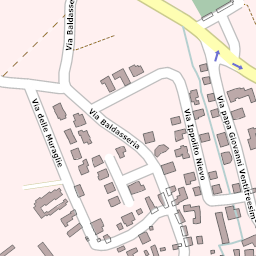 Via Baldasse
Via delle Muraglie
Via Baldasseria
Via Ippolito Nievo
Via papa Giovanni Ventitreesimo